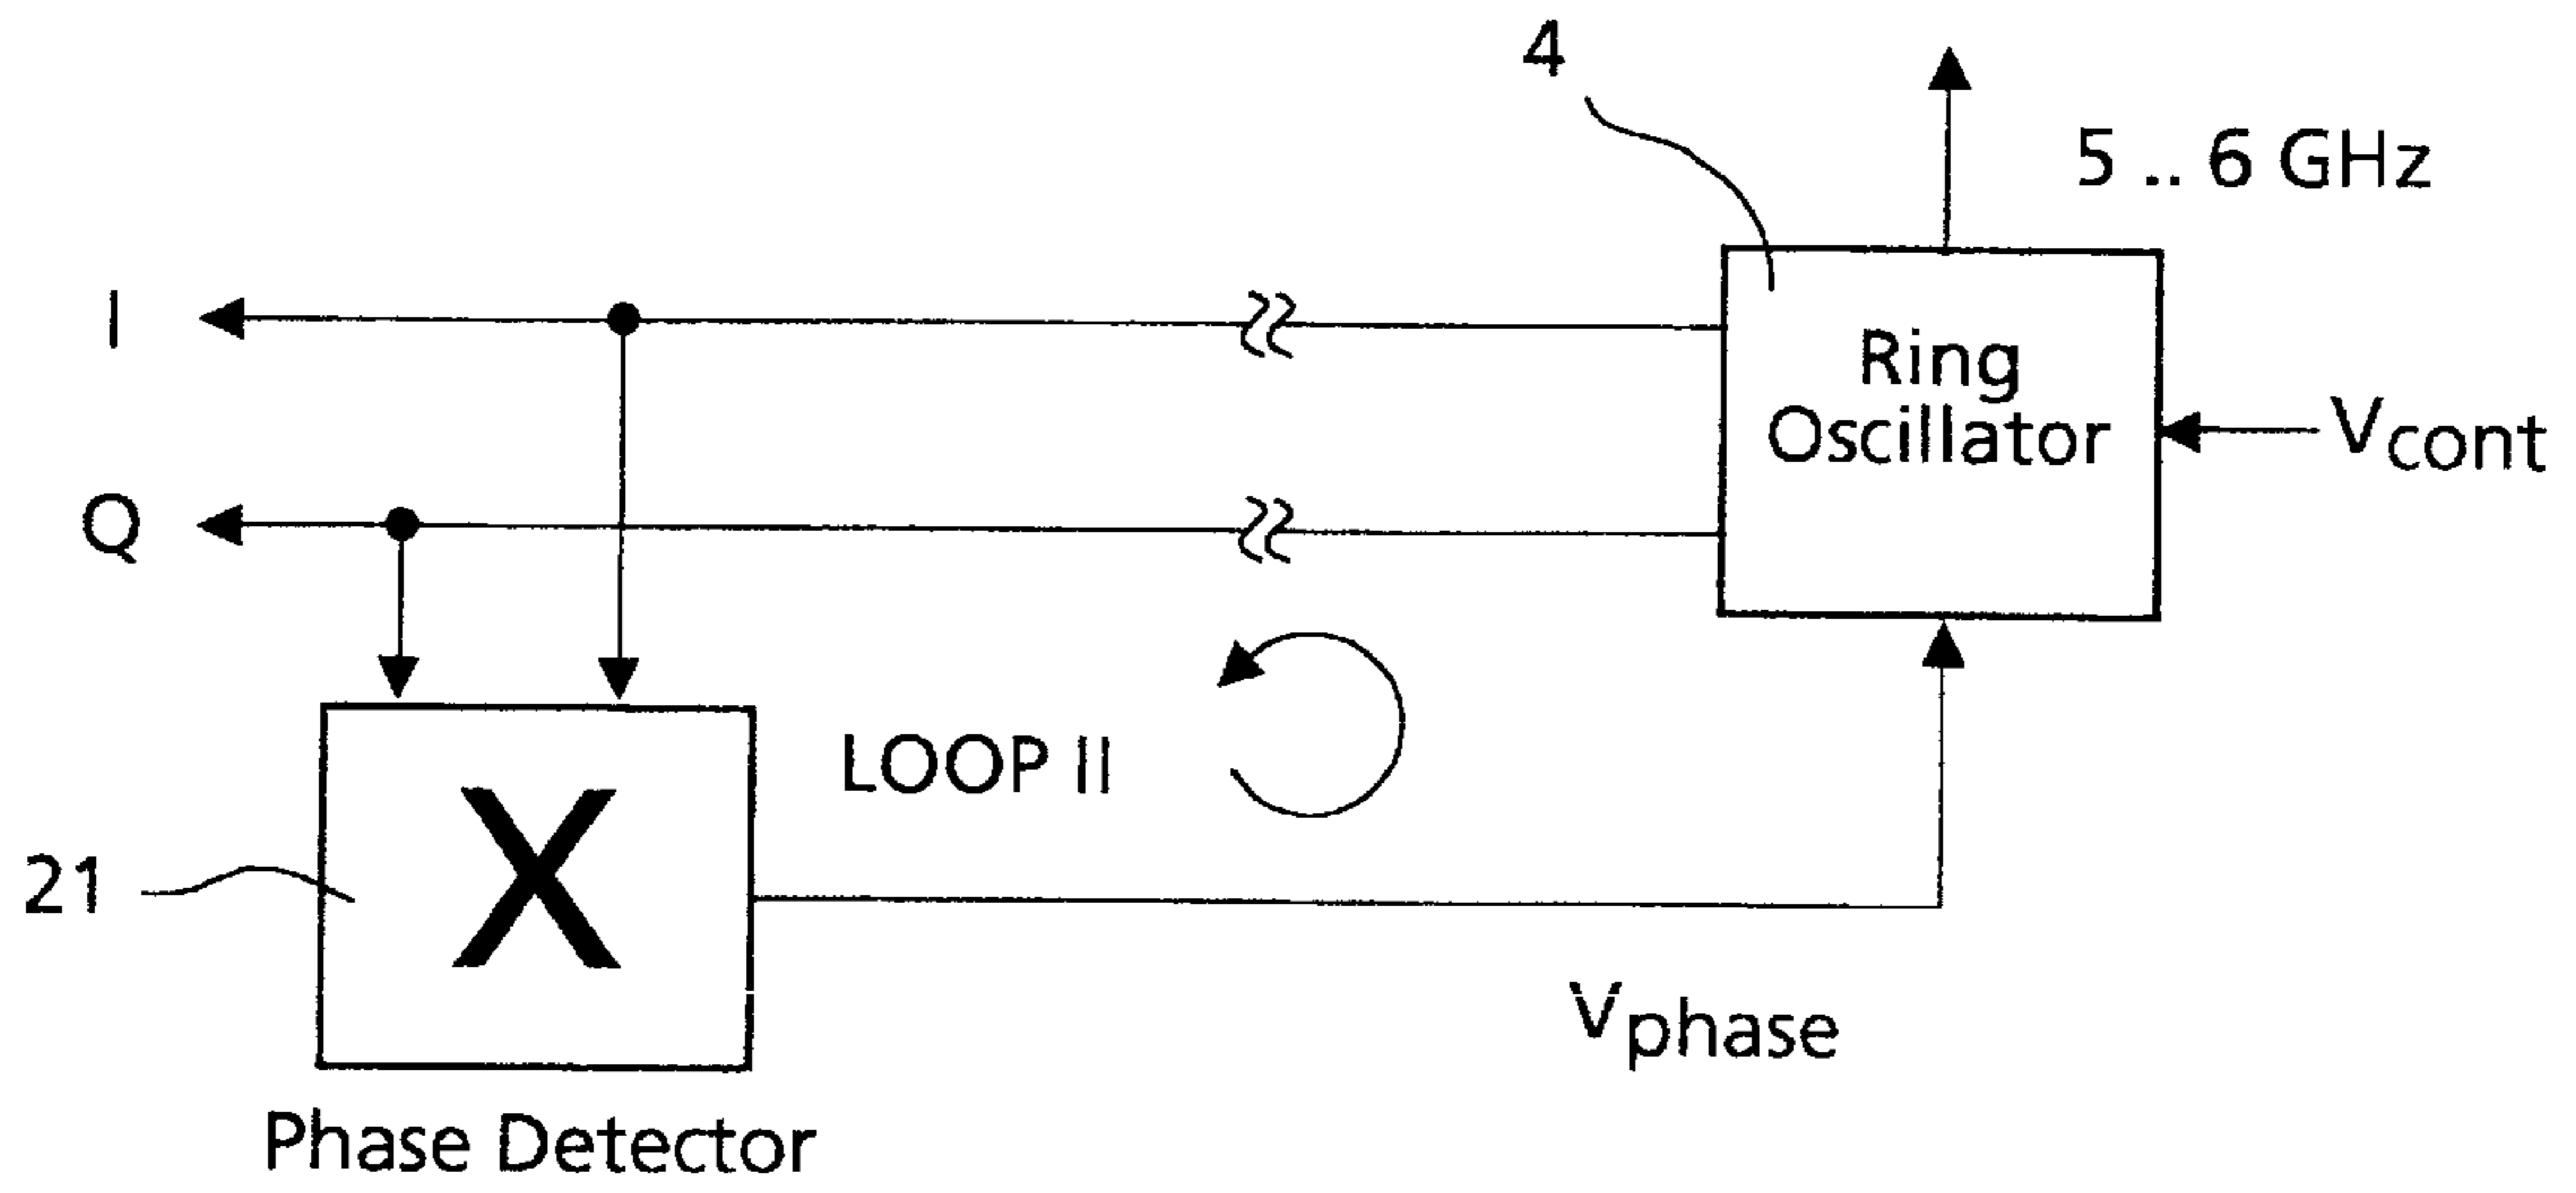 4
5 .. 6 GHz
I
Ring
Oscillator
Vcont
Q
LOOP II
X
21
Vphase
Phase Detector